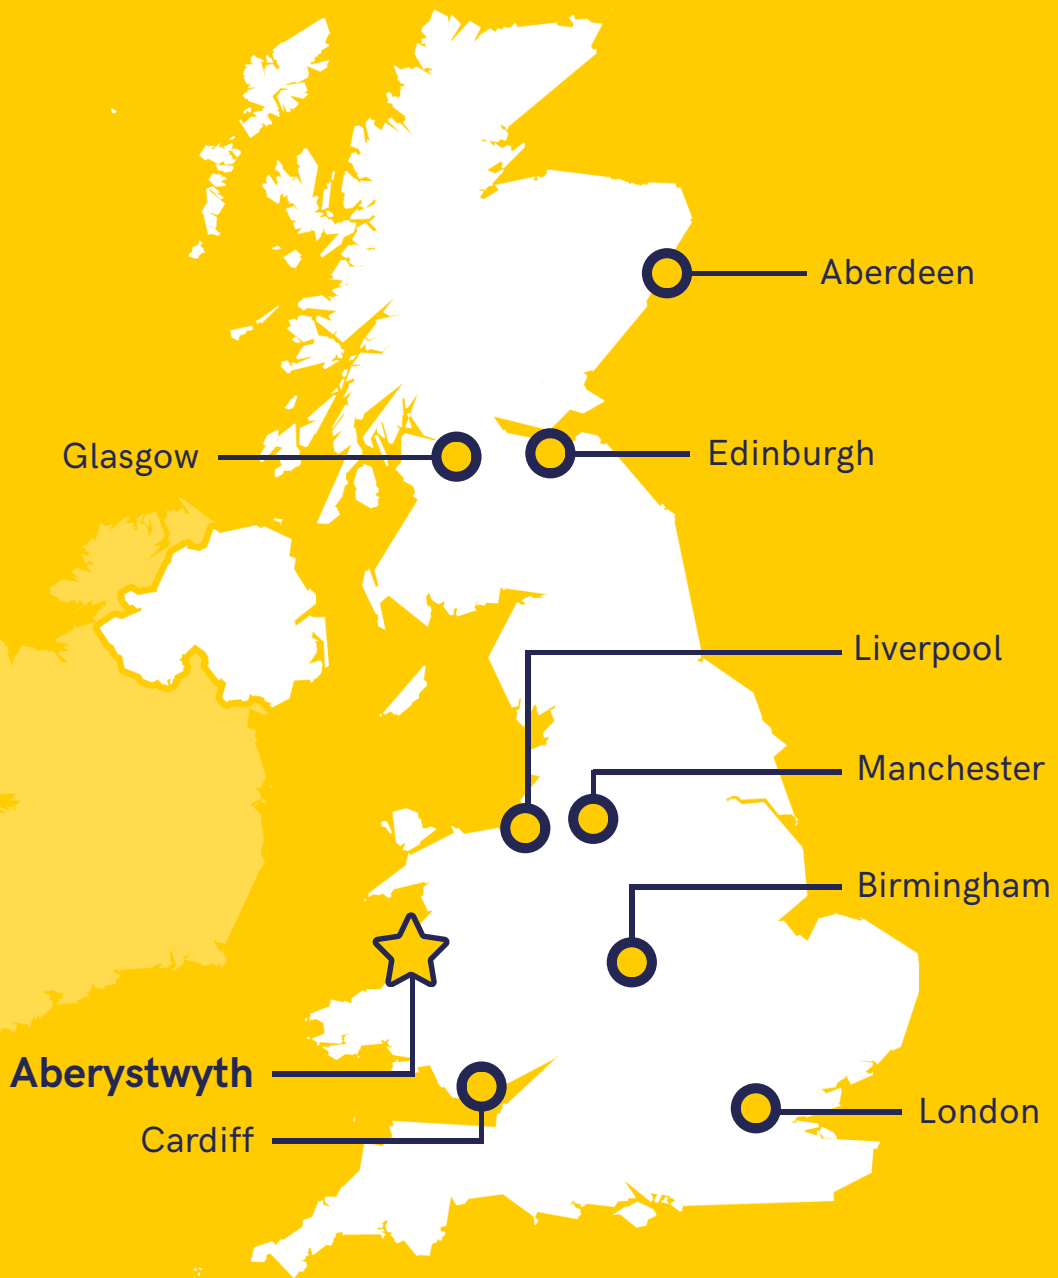 Aberdeen
Glasgow
Edinburgh
Liverpool
Manchester
Birmingham
Aberystwyth
London
Cardiff